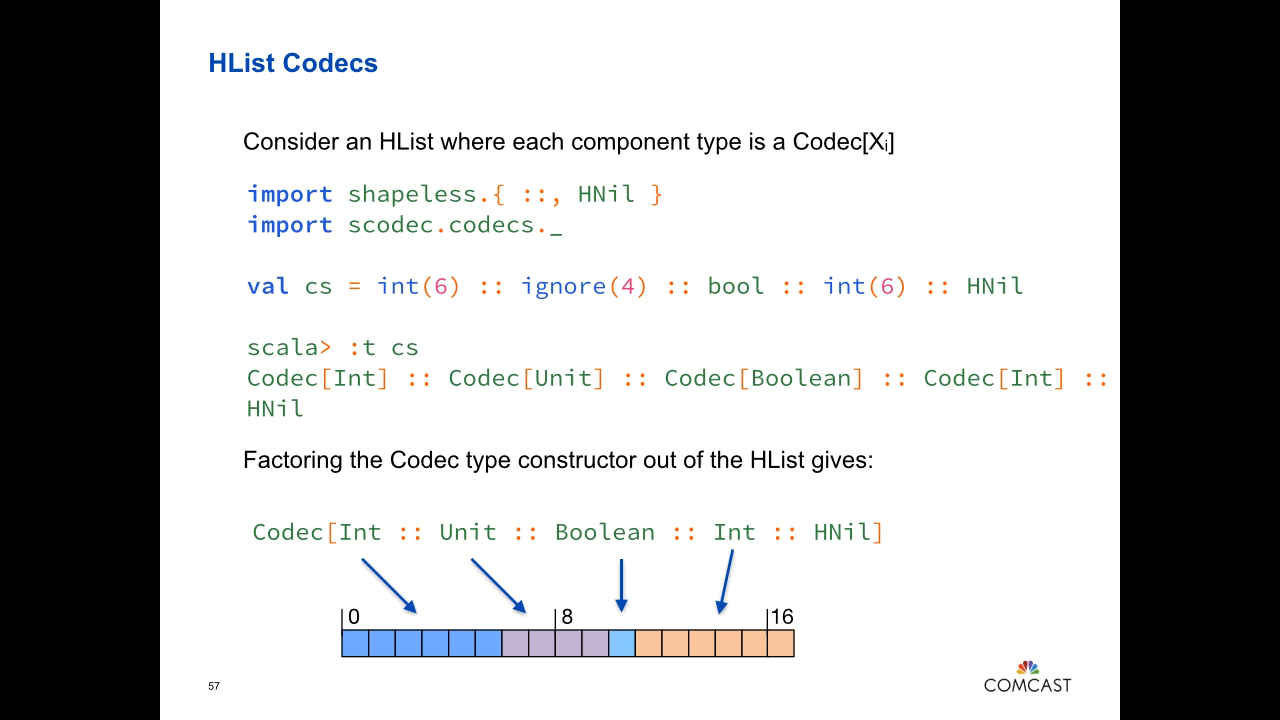 HList Codecs
Consider an HList where each component type is a Codec[Xi]
import shapeless.{ ::, HNil }
import scodec.codecs._
val cs = int(6) :: ignore(4) :: bool :: int(6) :: HNil
scala> :t cs
Codec[Int] :: Codec[Unit] :: Codec[Boolean] :: Codec[Int] ::
HNil
Factoring the Codec type constructor out of the HList gives:
Codec[Int :: Unit :: Boolean :: Int :: HNil]
0 8 16
57
COMCAST